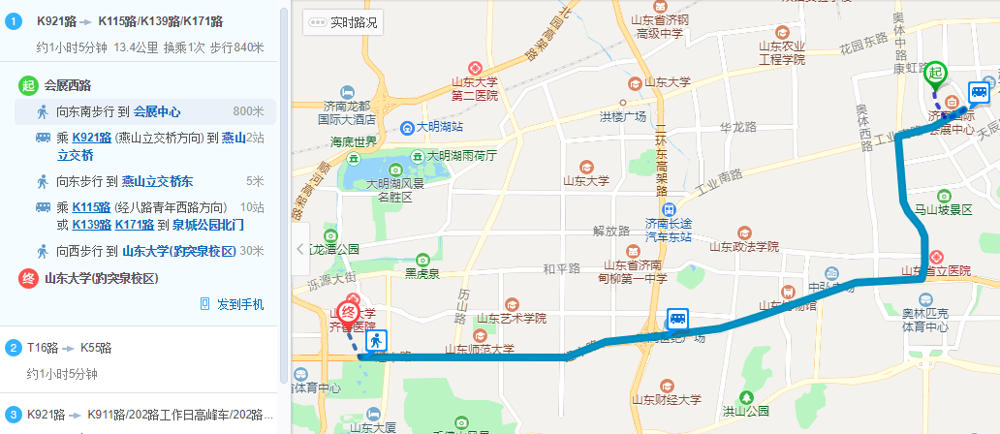 1 K921路 → K115路/K139路/K171路
约1小时5分钟 13.4公里 换乘1次 步行840米
起 会展西路
向东南步行 到 会展中心 800米
乘 K921路 (燕山立交桥方向) 到 燕山 2站
立交桥
向东步行 到 燕山立交桥东 5米
乘 K115路 (经八路青年西路方向) 10站
或 K139路 K171路 到 泉城公园北门
向西步行 到 山东大学(趵突泉校区) 30米
终 山东大学(趵突泉校区)
发到手机
2 T16路 → K55路
约1小时5分钟
3 K921路 → K911路/202路工作日高峰车/202路...
实时路况
北园高架路
山东省济钢
高级中学
奥体中路
山东农业
工程学院
花园东路
康虹路
起
山东大学
第二医院
山东大学
济南龙都
国际大酒店
洪楼广场
大明湖站
华龙路
奥体西路
工业南路
天辰
海底世界
大明湖雨荷厅
二环东高架路
顺河高架路
大明湖风景
名胜区
山东大学
工业南路
马山坡景区
济南长途
汽车东站
解放路
山东政法学院
五龙潭公园
黑虎泉
山东省济南
甸柳第一中学
和平路
山东省立医院
泺源大街
历山路
终
齐鲁医院
山东艺术学院
奥林匹克
体育中心
山东师范大学
体育中心
山东财经大学
洪山公园
山东大厦